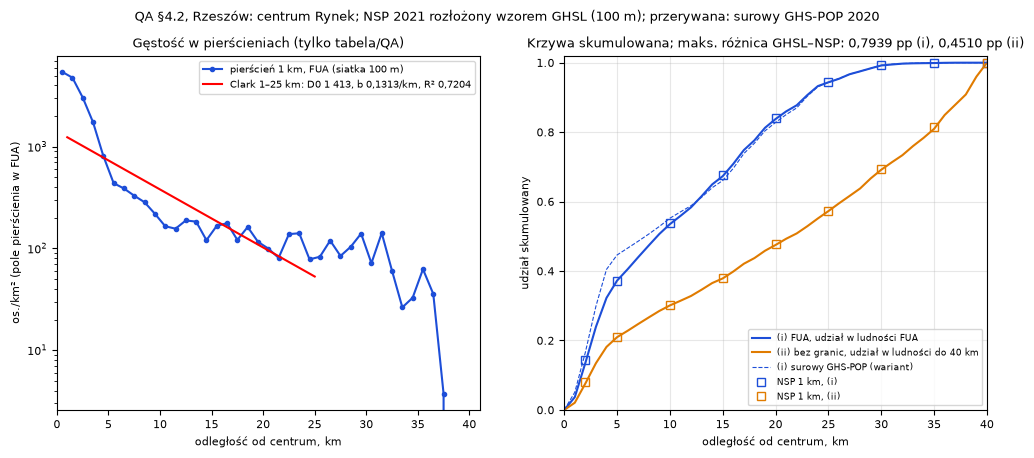 QA §4.2, Rzeszów: centrum Rynek; NSP 2021 rozłożony wzorem GHSL (100 m); przerywana: surowy GHS-POP 2020
Gęstość w pierścieniach (tylko tabela/QA)
pierścień 1 km, FUA (siatka 100 m)
Clark 1–25 km: D0 1 413, b 0,1313/km, R² 0,7204
os./km² (pole pierścienia w FUA)
10³
10²
10¹
0 5 10 15 20 25 30 35 40
odległość od centrum, km
Krzywa skumulowana; maks. różnica GHSL–NSP: 0,7939 pp (i), 0,4510 pp (ii)
udział skumulowany
1.0
0.8
0.6
0.4
0.2
0.0
(i) FUA, udział w ludności FUA
(ii) bez granic, udział w ludności do 40 km
(i) surowy GHS-POP (wariant)
NSP 1 km, (i)
NSP 1 km, (ii)
0 5 10 15 20 25 30 35 40
odległość od centrum, km